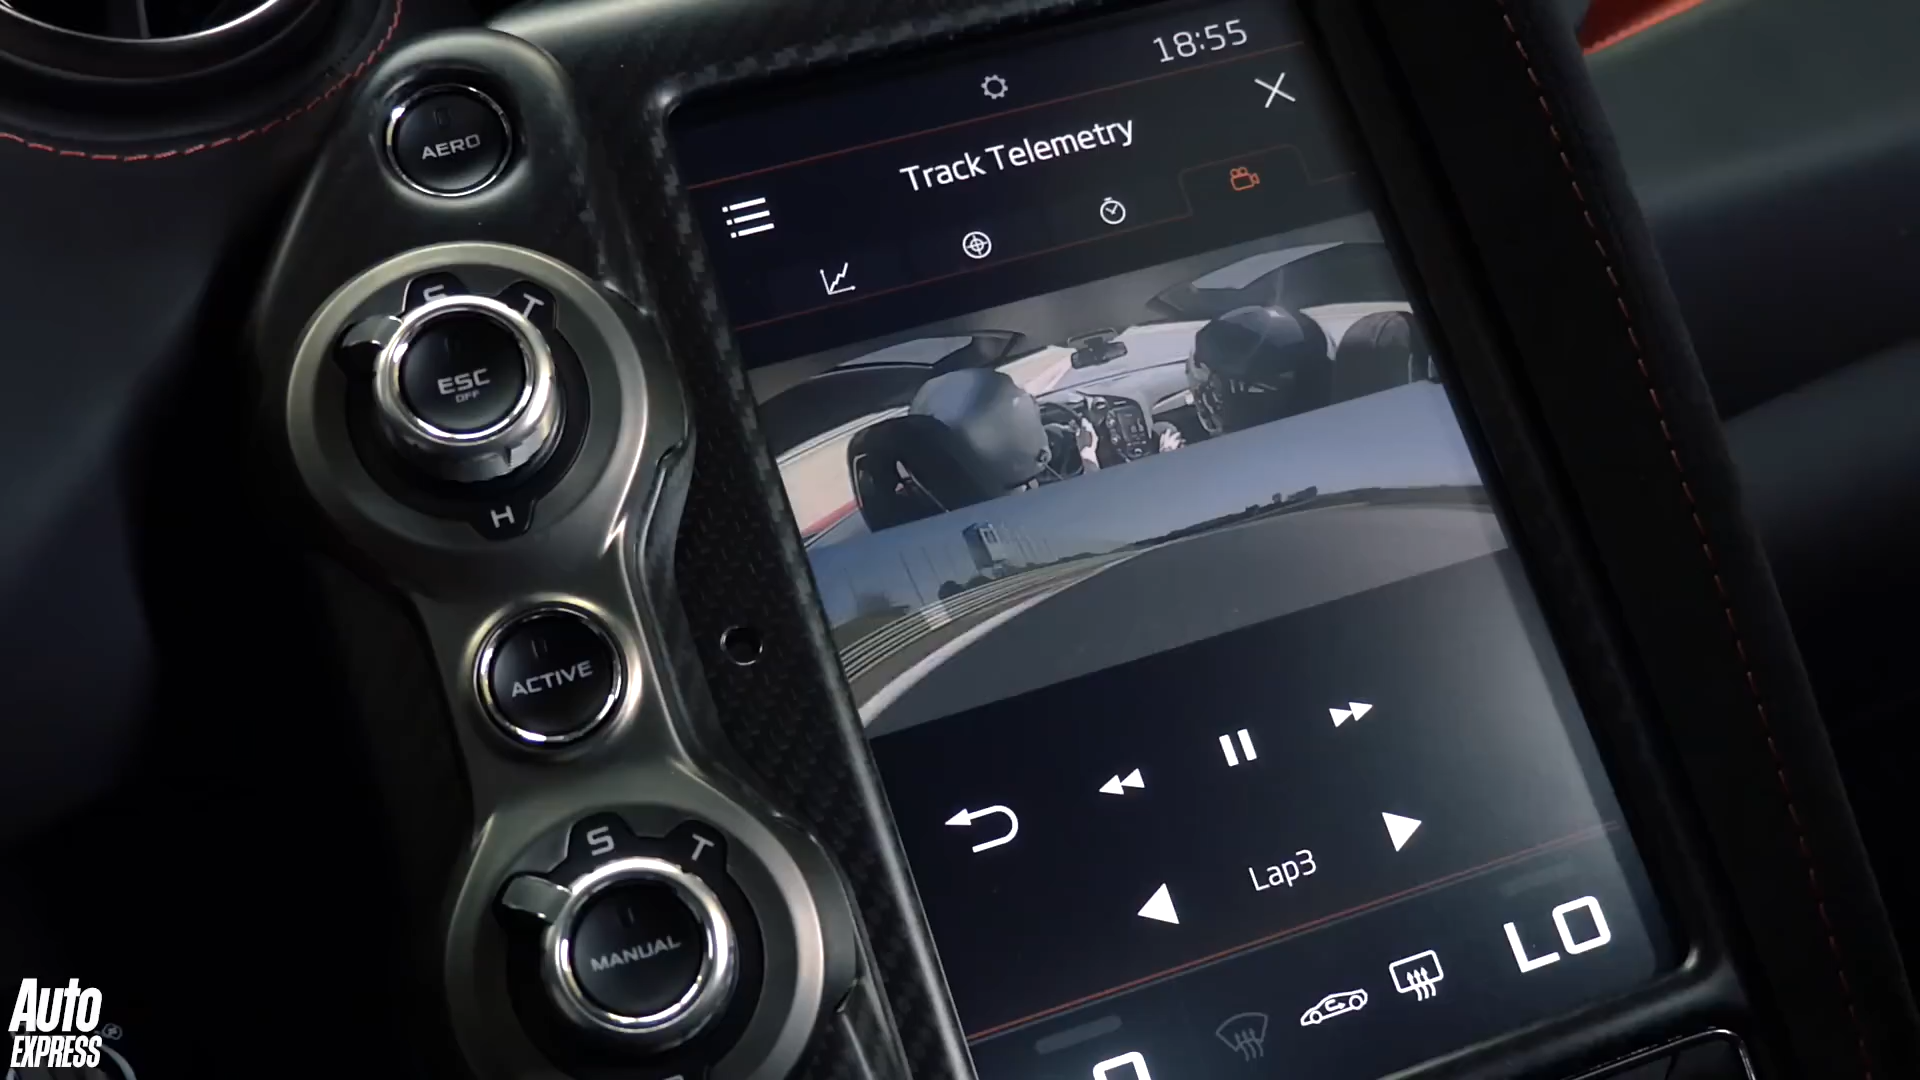 18:55
AERO
Track Telemetry
S
T
ESC
OFF
H
ACTIVE
S
T
Lap3
MANUAL
LO
Auto
EXPRESS